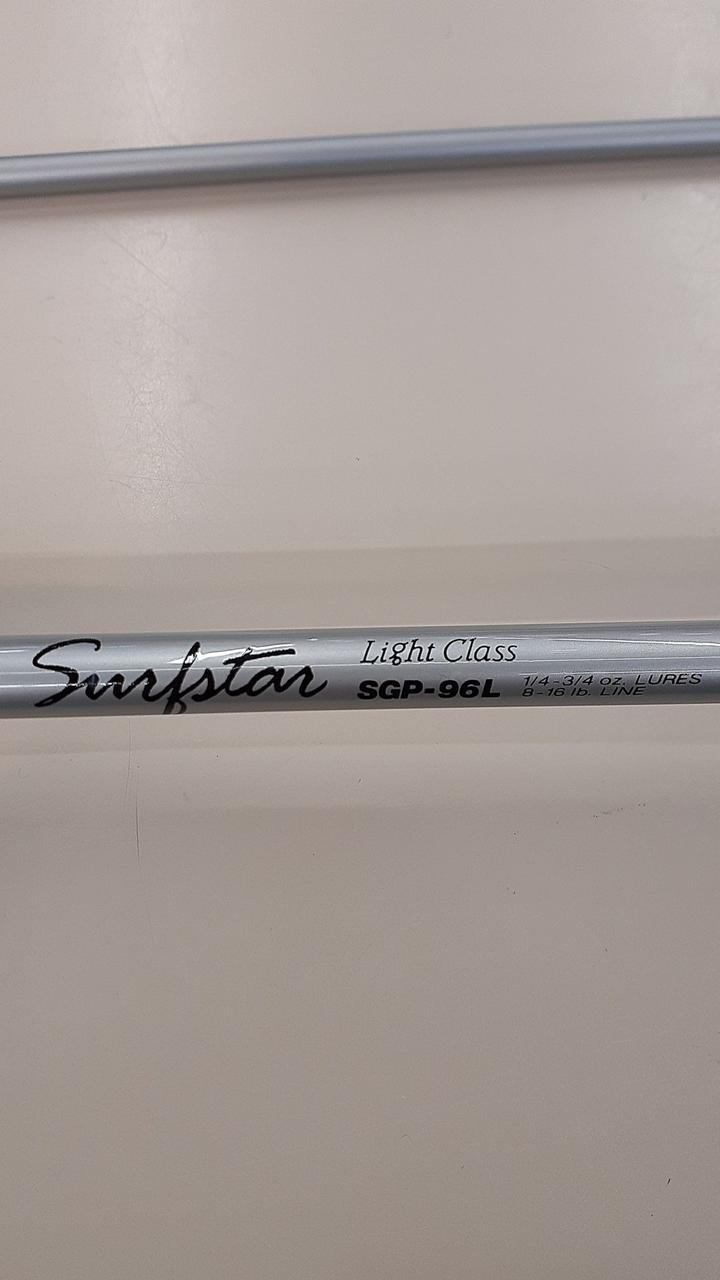 Surfstar
Light Class
SGP-96L
1/4-3/4 oz. LURES
8-16 lb. LINE